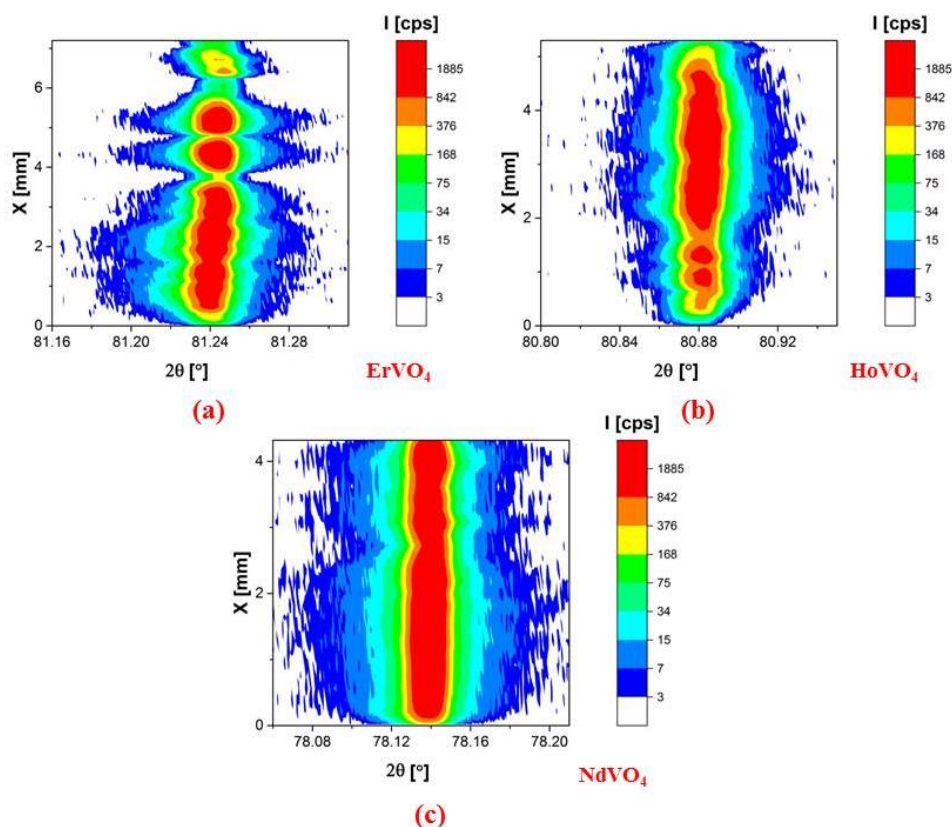 I [cps]
X [mm]
6
4
2
0
81.16 81.20 81.24 81.28
2θ [°]
1885
842
376
168
75
34
15
7
3
ErVO₄
(a)
I [cps]
X [mm]
4
2
0
80.80 80.84 80.88 80.92
2θ [°]
1885
842
376
168
75
34
15
7
3
HoVO₄
(b)
I [cps]
X [mm]
4
2
0
78.08 78.12 78.16 78.20
2θ [°]
1885
842
376
168
75
34
15
7
3
NdVO₄
(c)